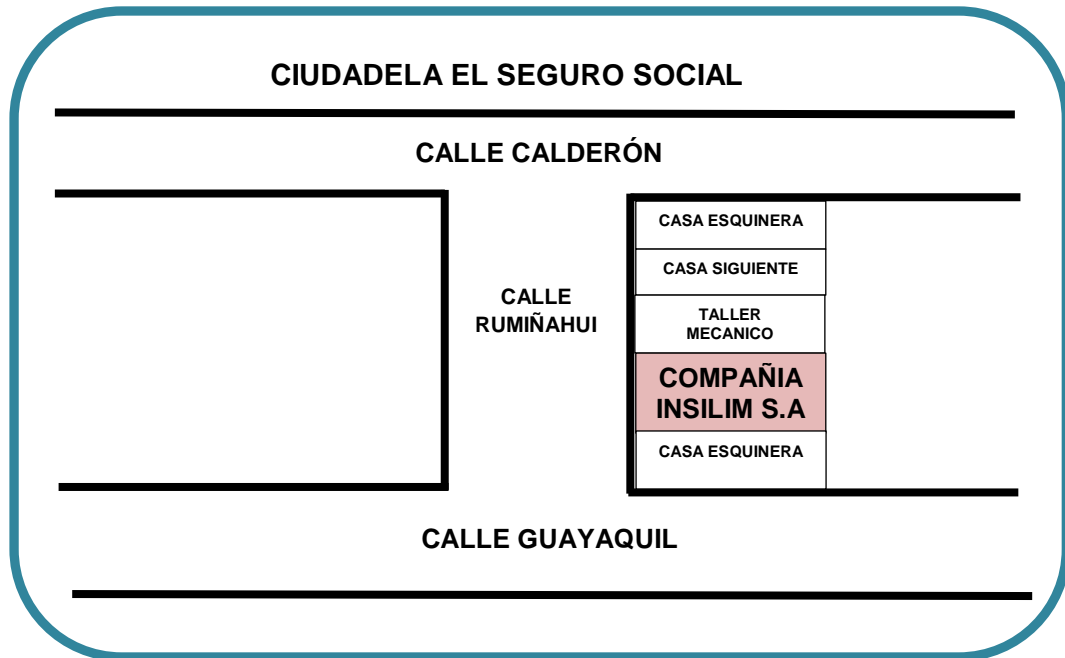 CIUDADELA EL SEGURO SOCIAL
CALLE CALDERÓN
CASA ESQUINERA
CASA SIGUIENTE
CALLE
RUMIÑAHUI
TALLER
MECANICO
COMPAÑIA
INSILIM S.A
CASA ESQUINERA
CALLE GUAYAQUIL